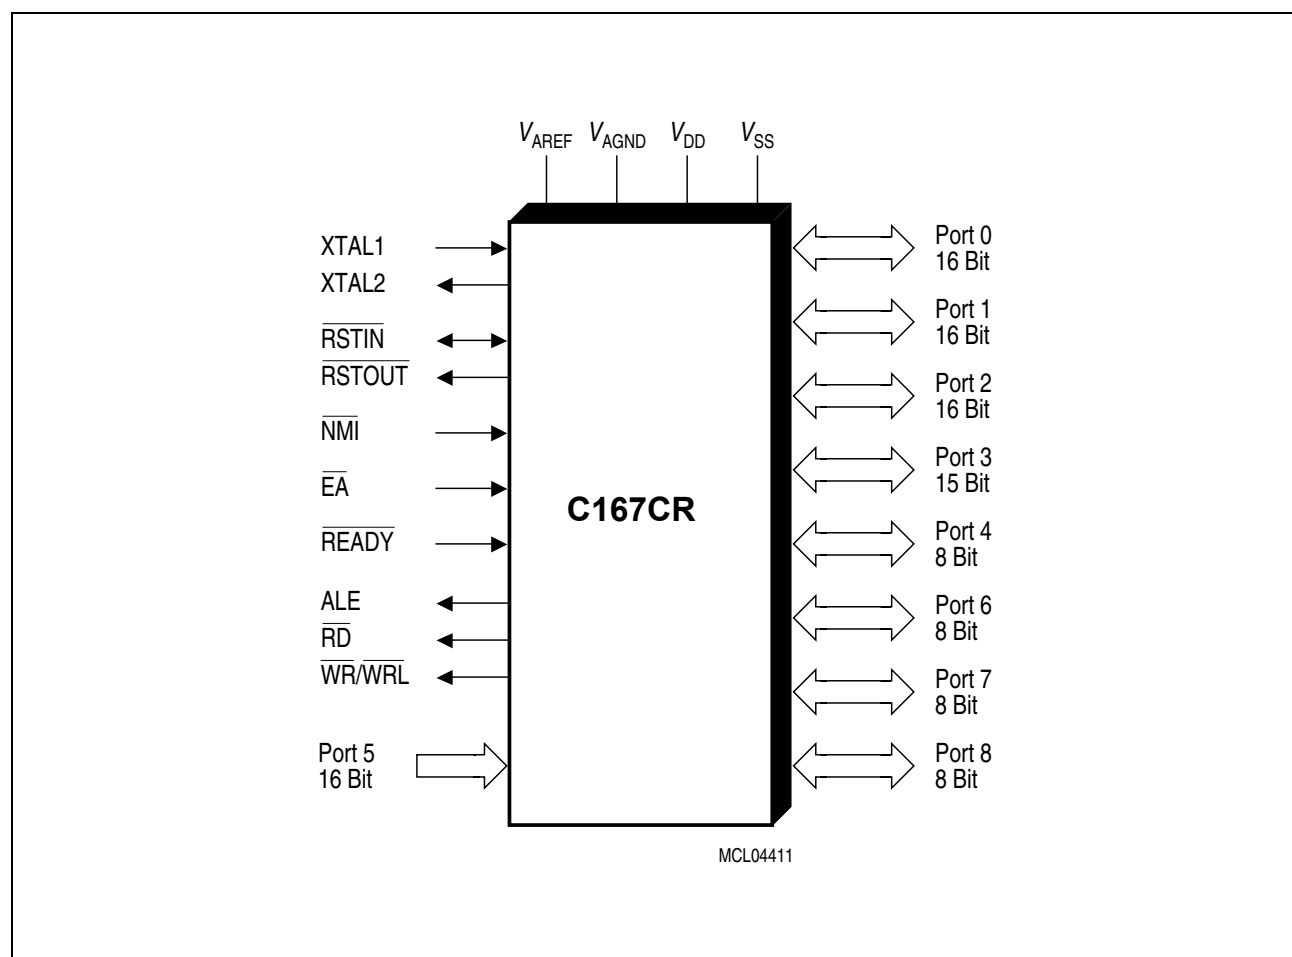 VAREF VAGND VDD VSS
XTAL1
XTAL2
RSTIN
RSTOUT
NMI
EA
READY
ALE
RD
WR/WRL
Port 5
16 Bit
C167CR
Port 0
16 Bit
Port 1
16 Bit
Port 2
16 Bit
Port 3
15 Bit
Port 4
8 Bit
Port 6
8 Bit
Port 7
8 Bit
Port 8
8 Bit
MCL04411